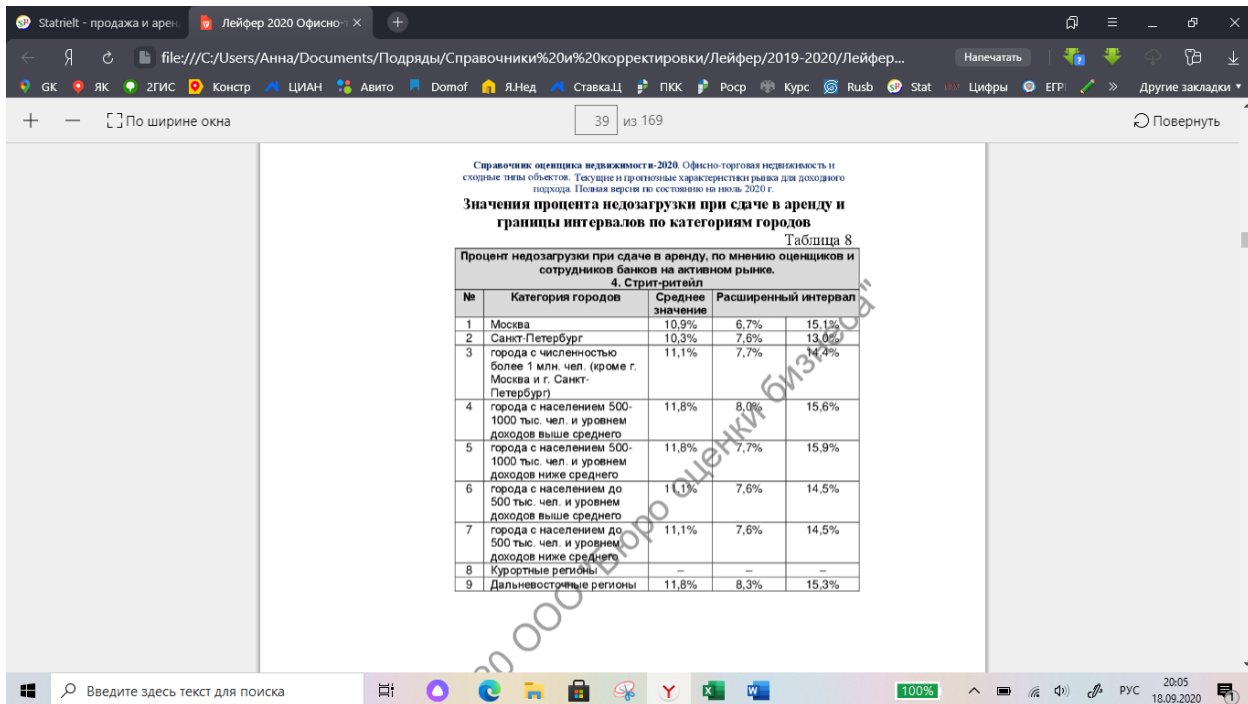 Statrielt - продажа и арен
Лейфер 2020 Офисно-т
file:///C:/Users/Анна/Documents/Подряды/Справочники%20и%20корректировки/Лейфер/2019-2020/Лейфер...
Напечатать
GK ЯК 2ГИС Констр ЦИАН Авито Domof Я.Нед Ставка.Ц ПКК Роср Курс Rusb Stat Цифры ЕГР » Другие закладки
По ширине окна
39 из 169
Повернуть
Справочник оценщика недвижимости-2020. Офисно-торговая недвижимость и
сходные типы объектов. Текущие и прогнозные характеристики рынка для доходного
подхода. Полная версия по состоянию на июль 2020 г.
Значения процента недозагрузки при сдаче в аренду и
границы интервалов по категориям городов
Таблица 8
Процент недозагрузки при сдаче в аренду, по мнению оценщиков и
сотрудников банков на активном рынке.
4. Стрит-ритейл
№ Категория городов Среднее Расширенный интервал
значение
1 Москва 10,9% 6,7% 15,1%
2 Санкт-Петербург 10,3% 7,6% 13,0%
3 города с численностью 11,1% 7,7% 14,4%
более 1 млн. чел. (кроме г.
Москва и г. Санкт-
Петербург)
4 города с населением 500- 11,8% 8,0% 15,6%
1000 тыс. чел. и уровнем
доходов выше среднего
5 города с населением 500- 11,8% 7,7% 15,9%
1000 тыс. чел. и уровнем
доходов ниже среднего
6 города с населением до 11,1% 7,6% 14,5%
500 тыс. чел. и уровнем
доходов выше среднего
7 города с населением до 11,1% 7,6% 14,5%
500 тыс. чел. и уровнем
доходов ниже среднего
8 Курортные регионы – – –
9 Дальневосточные регионы 11,8% 8,3% 15,3%
ООО "Бюро оценки бизнеса"
Введите здесь текст для поиска
100%
РУС
20:05
18.09.2020